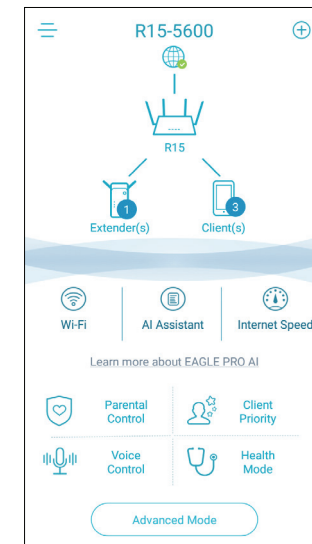 R15-5600
R15
1
3
Extender(s)
Client(s)
Wi-Fi
AI Assistant
Internet Speed
Learn more about EAGLE PRO AI
Parental
Control
Client
Priority
Voice
Control
Health
Mode
Advanced Mode